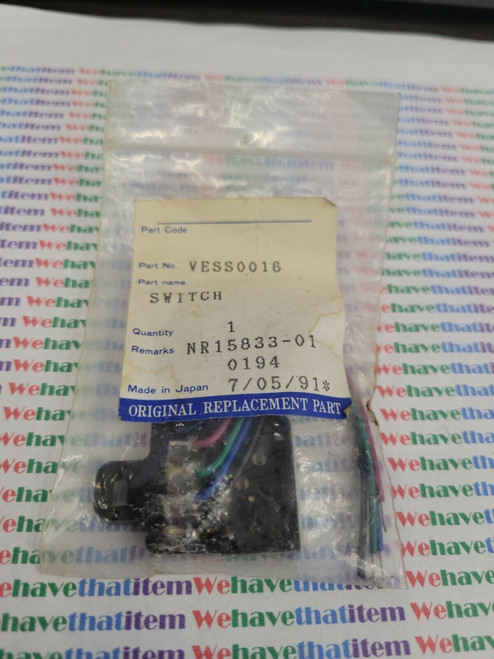 Part Code
Part No. VESS0016
Part name
SWITCH
Quantity 1
Remarks NR15833-01
0194
Made in Japan 7/05/91*
ORIGINAL REPLACEMENT PART
Wehavethatitem Wehavethatitem Wehavethatitem